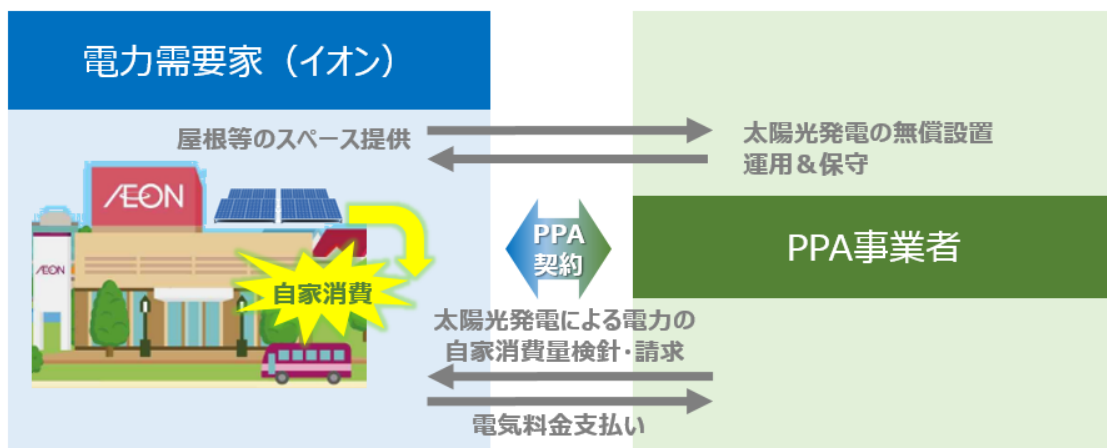 電力需要家（イオン）
屋根等のスペース提供
太陽光発電の無償設置
運用＆保守
ÆON
ÆON
自家消費
PPA
契約
PPA事業者
太陽光発電による電力の
自家消費量検針・請求
電気料金支払い